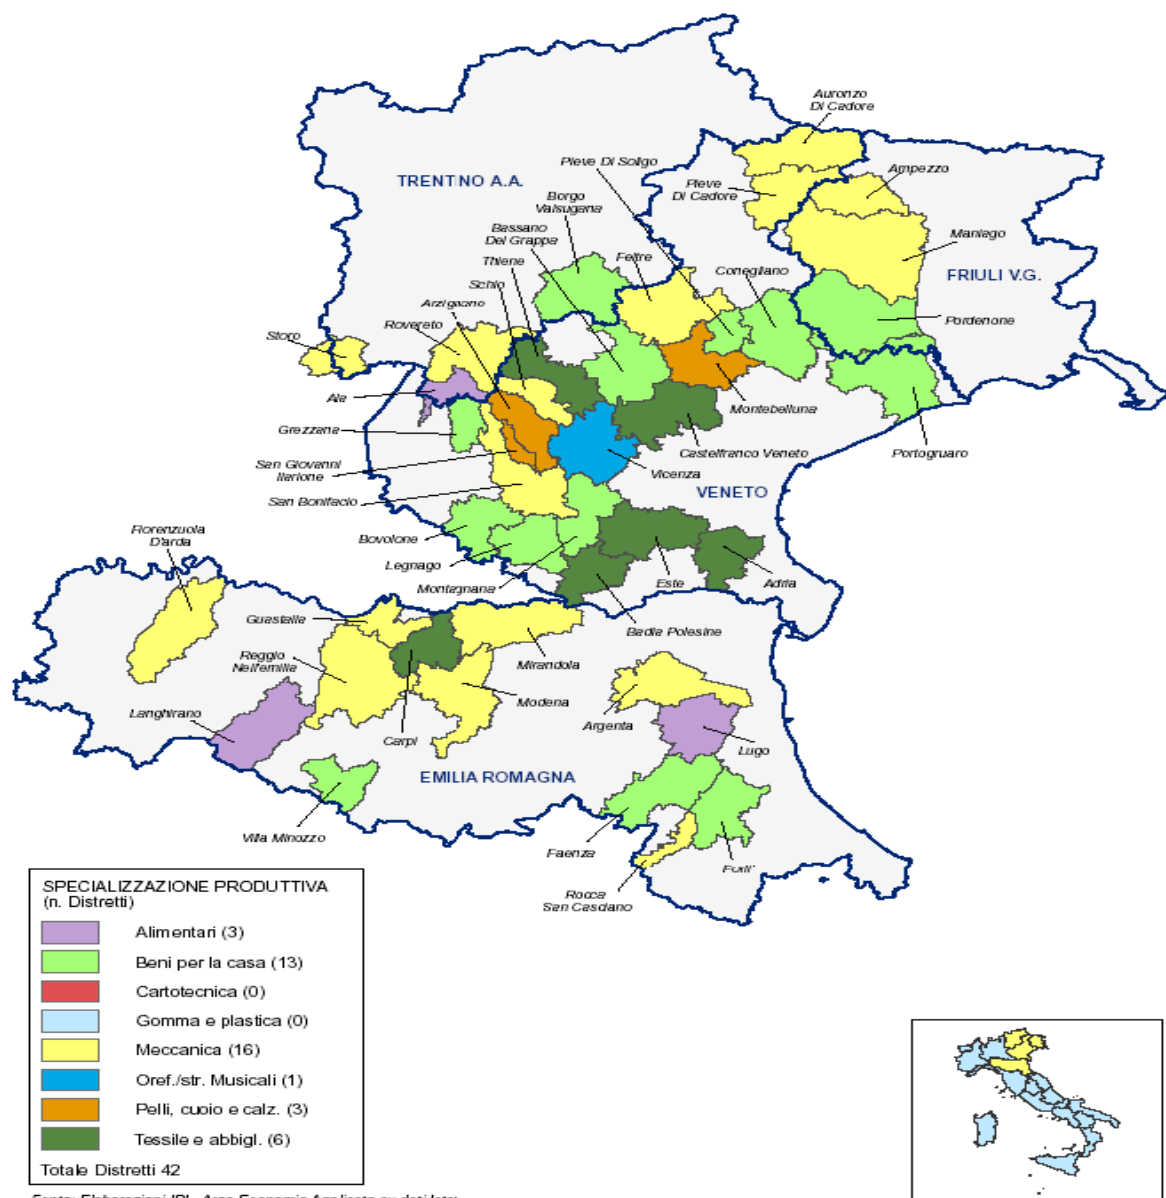 Auronzo
Di Cadore
Pieve Di Soligo
Ampezzo
TRENTINO A.A.
Pieve
Di Cadore
Borgo
Valsugana
Bassano
Del Grappa
Maniago
Thiene
Feltre
Conegliano
FRIULI V.G.
Schio
Arzignano
Pordenone
Rovereto
Storo
Ala
Montebelluna
Grezzana
Castelfranco Veneto
Portogruaro
San Giovanni
Ilarione
Vicenza
VENETO
San Bonifacio
Fiorenzuola
D'arda
Bovolone
Legnago
Este
Adria
Montagnana
Guastalla
Badia Polesine
Reggio
Nell'emilia
Mirandola
Modena
Langhirano
Argenta
Carpi
Lugo
EMILIA ROMAGNA
Villa Minozzo
Faenza
Forli'
Rocca
San Casciano
SPECIALIZZAZIONE PRODUTTIVA
(n. Distretti)
Alimentari (3)
Beni per la casa (13)
Cartotecnica (0)
Gomma e plastica (0)
Meccanica (16)
Oref./str. Musicali (1)
Pelli, cuoio e calz. (3)
Tessile e abbigl. (6)
Totale Distretti 42